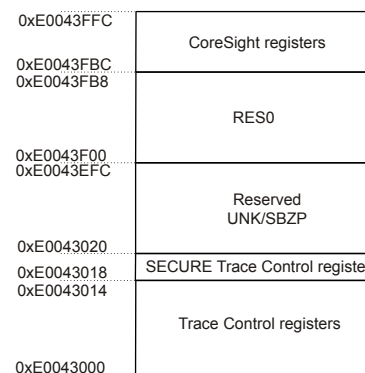 0xE0043FFC
CoreSight registers
0xE0043FBC
0xE0043FB8
RES0
0xE0043F00
0xE0043EFC
Reserved
UNK/SBZP
0xE0043020
SECURE Trace Control registe
0xE0043018
0xE0043014
Trace Control registers
0xE0043000